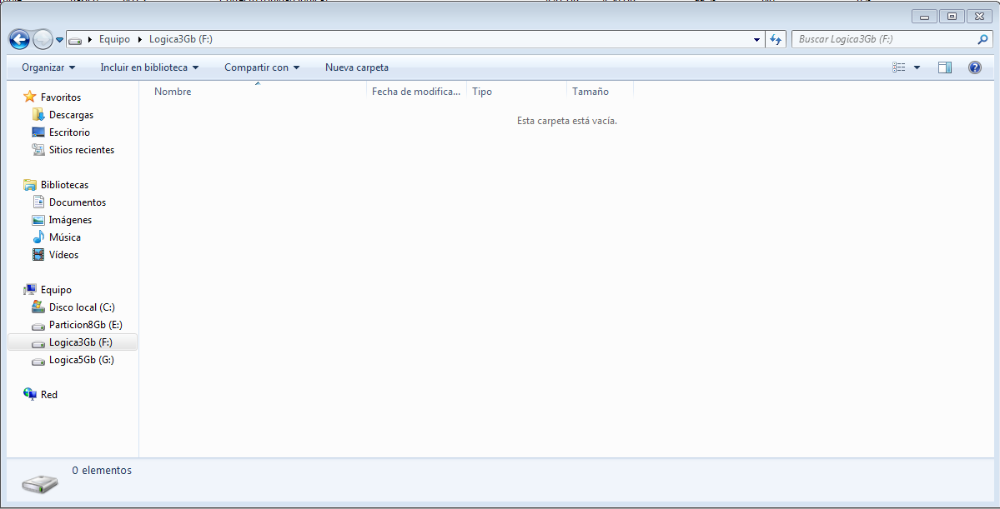 Equipo Logica3Gb (F:) Buscar Logica3Gb (F:)
Organizar Incluir en biblioteca Compartir con Nueva carpeta
Nombre Fecha de modifica... Tipo Tamaño
Esta carpeta está vacía.
Favoritos
Descargas
Escritorio
Sitios recientes
Bibliotecas
Documentos
Imágenes
Música
Vídeos
Equipo
Disco local (C:)
Particion8Gb (E:)
Logica3Gb (F:)
Logica5Gb (G:)
Red
0 elementos